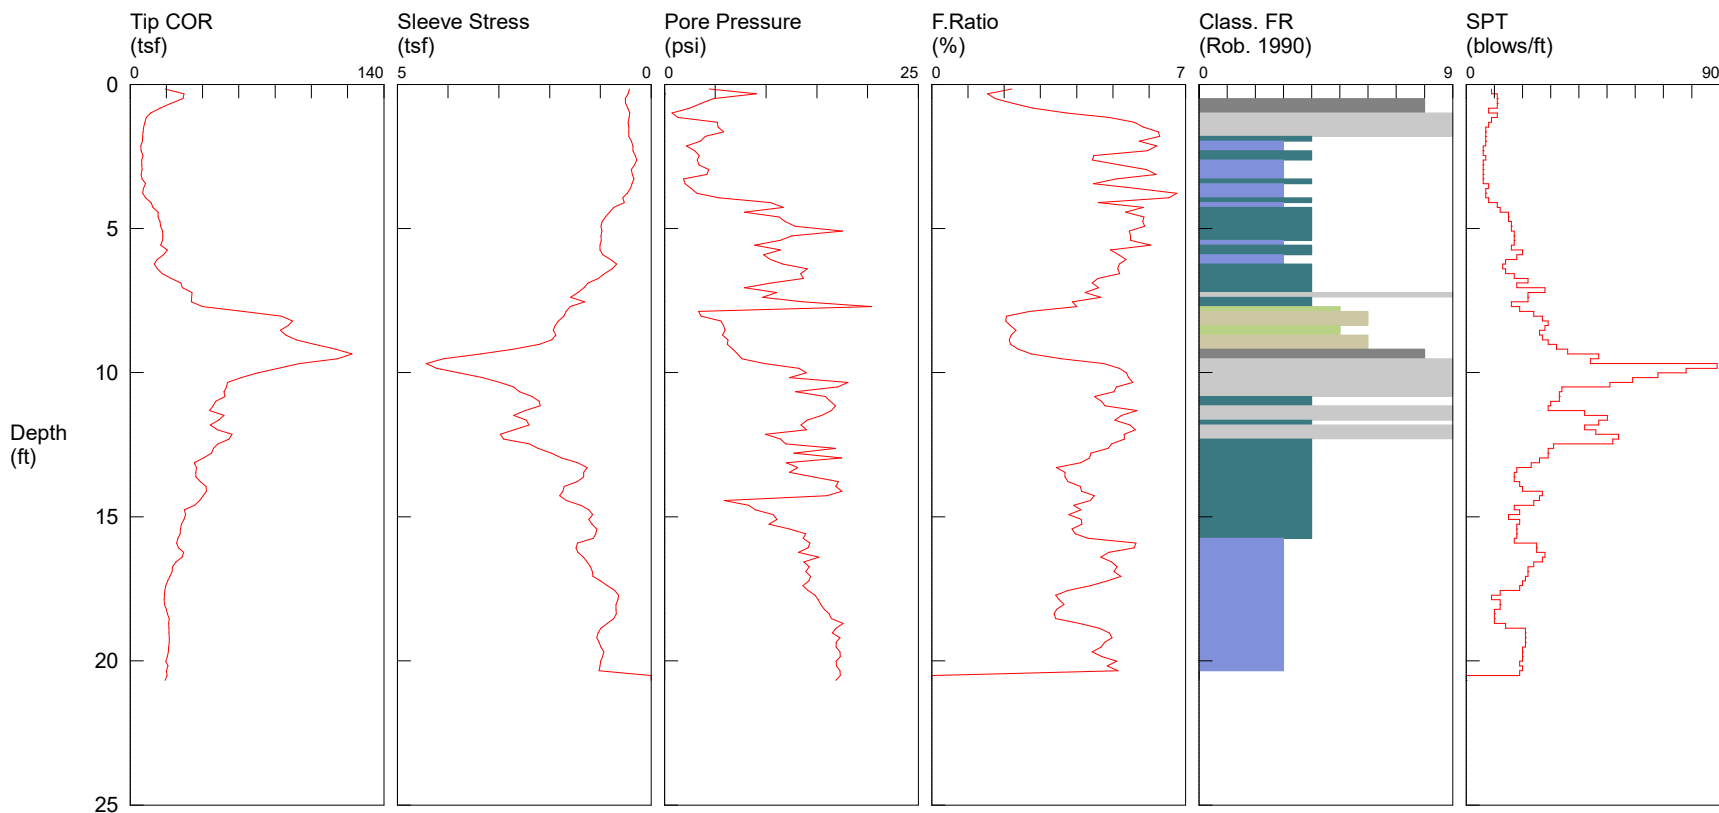 Tip COR
(tsf)
0 140
Sleeve Stress
(tsf)
5 0
Pore Pressure
(psi)
0 25
F.Ratio
(%)
0 7
Class. FR
(Rob. 1990)
0 9
SPT
(blows/ft)
0 90
Depth
(ft)
0
5
10
15
20
25